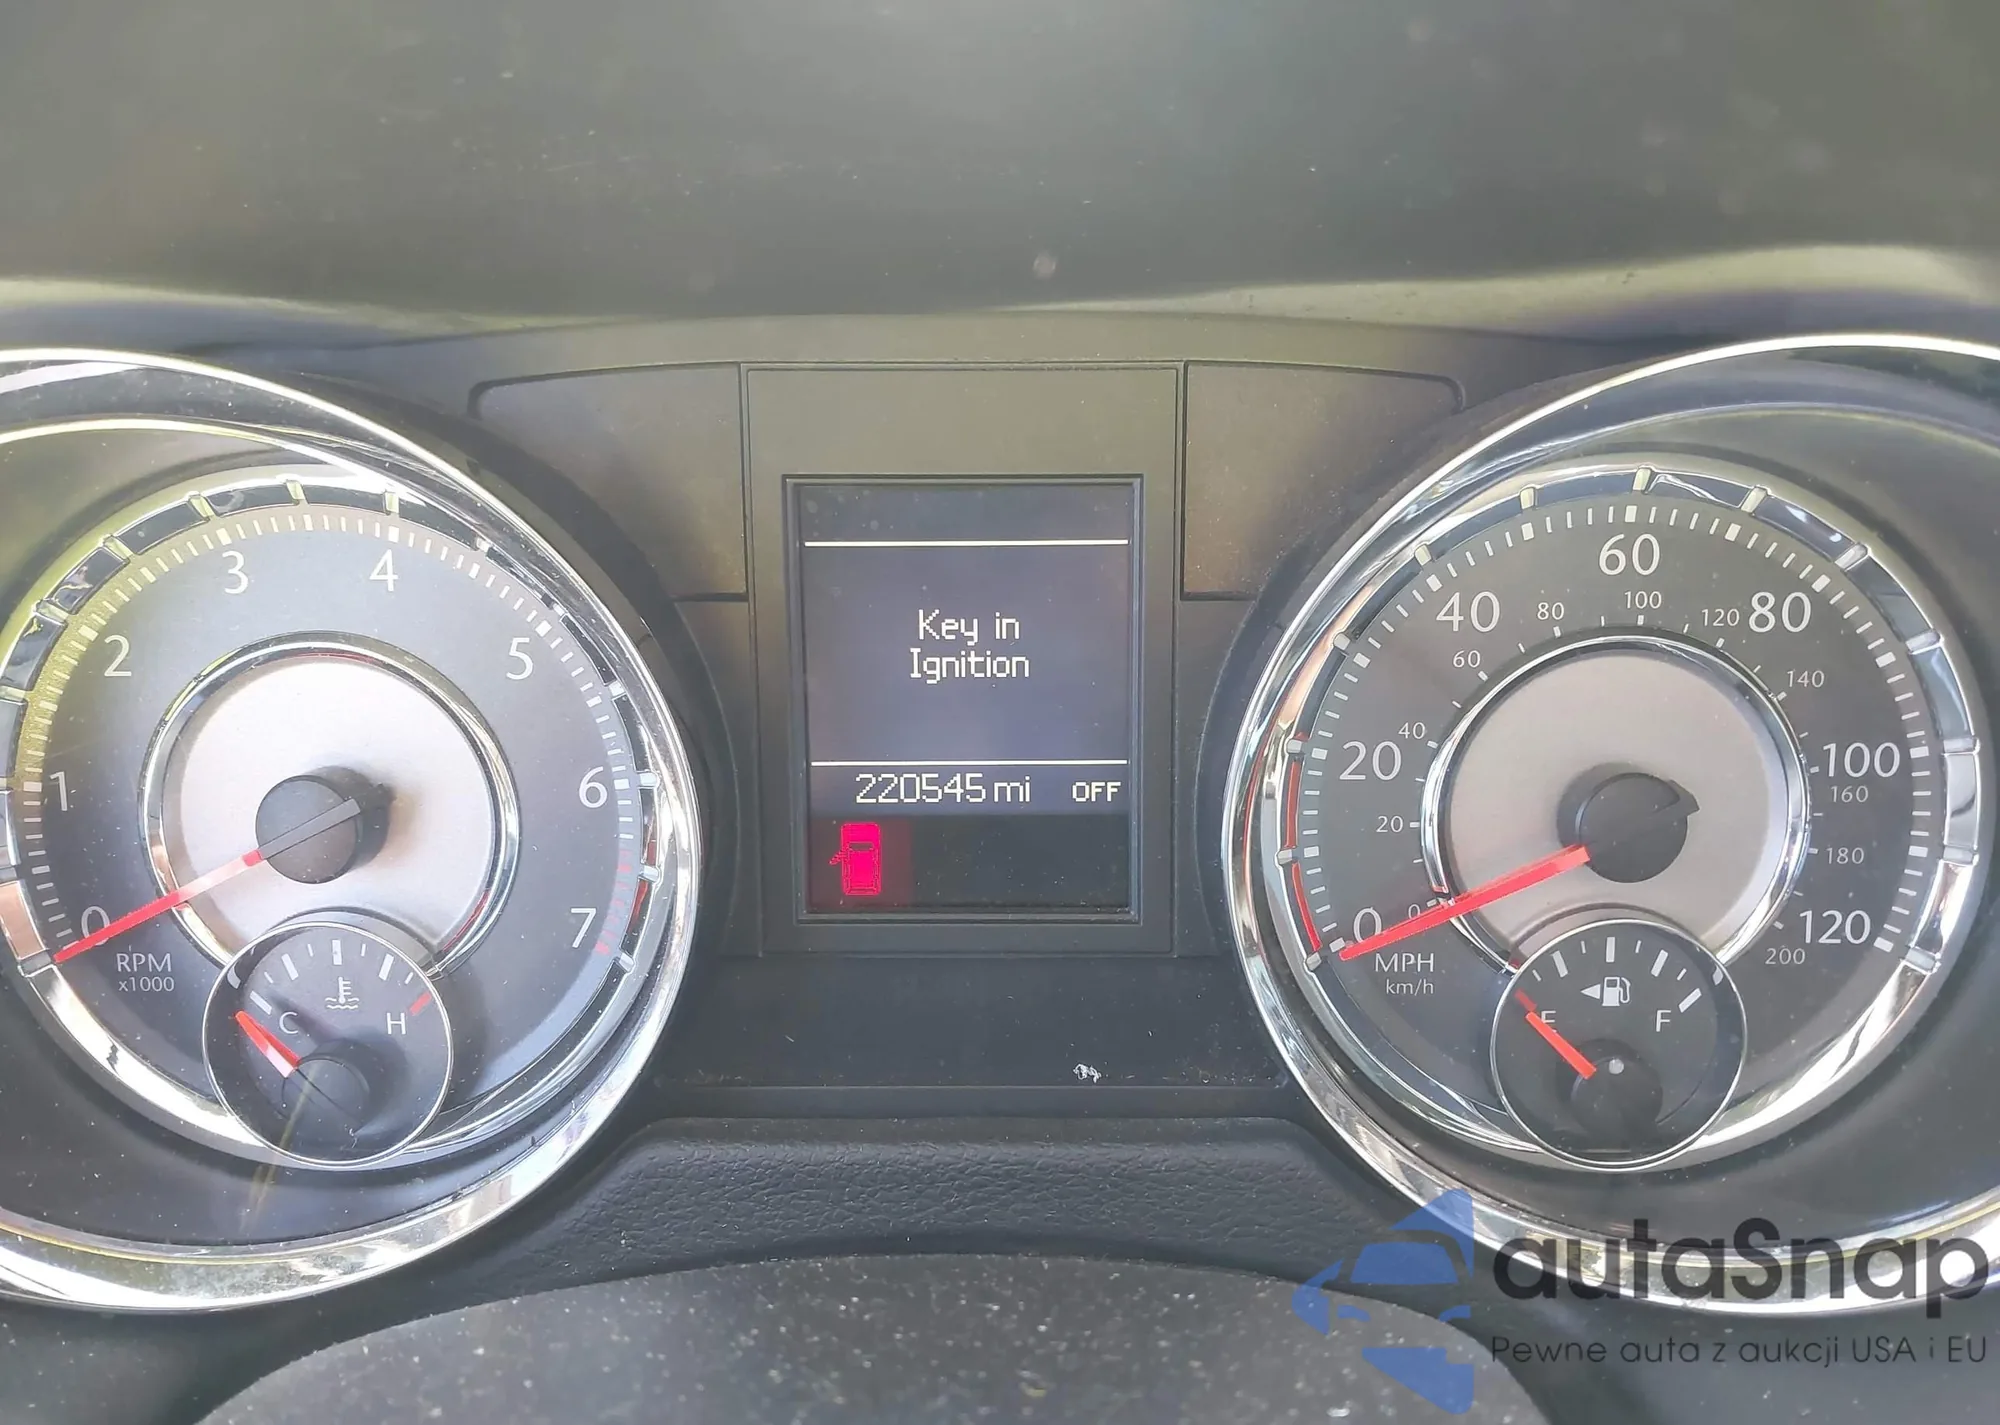 Key in
Ignition
220545 mi OFF
0
1
2
3
4
5
6
7
RPM
x1000
C H
0
20
40
60
80
100
120
0
20
40
60
80
100
120
140
160
180
200
MPH
km/h
E F
autaSnap
Pewne auta z aukcji USA i EU